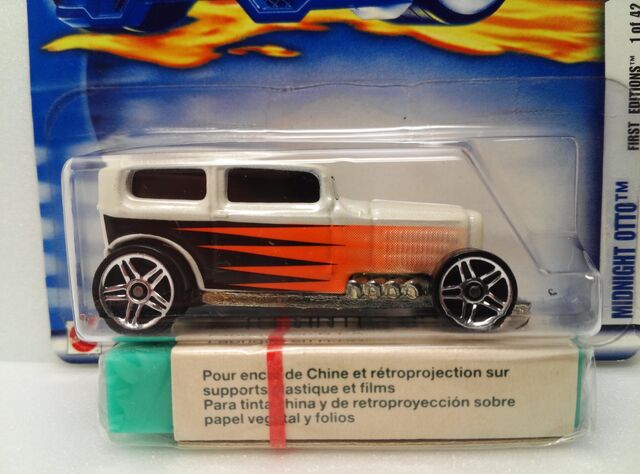 FIRST EDITIONS™ 1 of 42
MIDNIGHT OTTO™
Pour encre de Chine et rétroprojection sur
supports plastique et films
Para tinta china y de retroproyección sobre
papel vegetal y folios